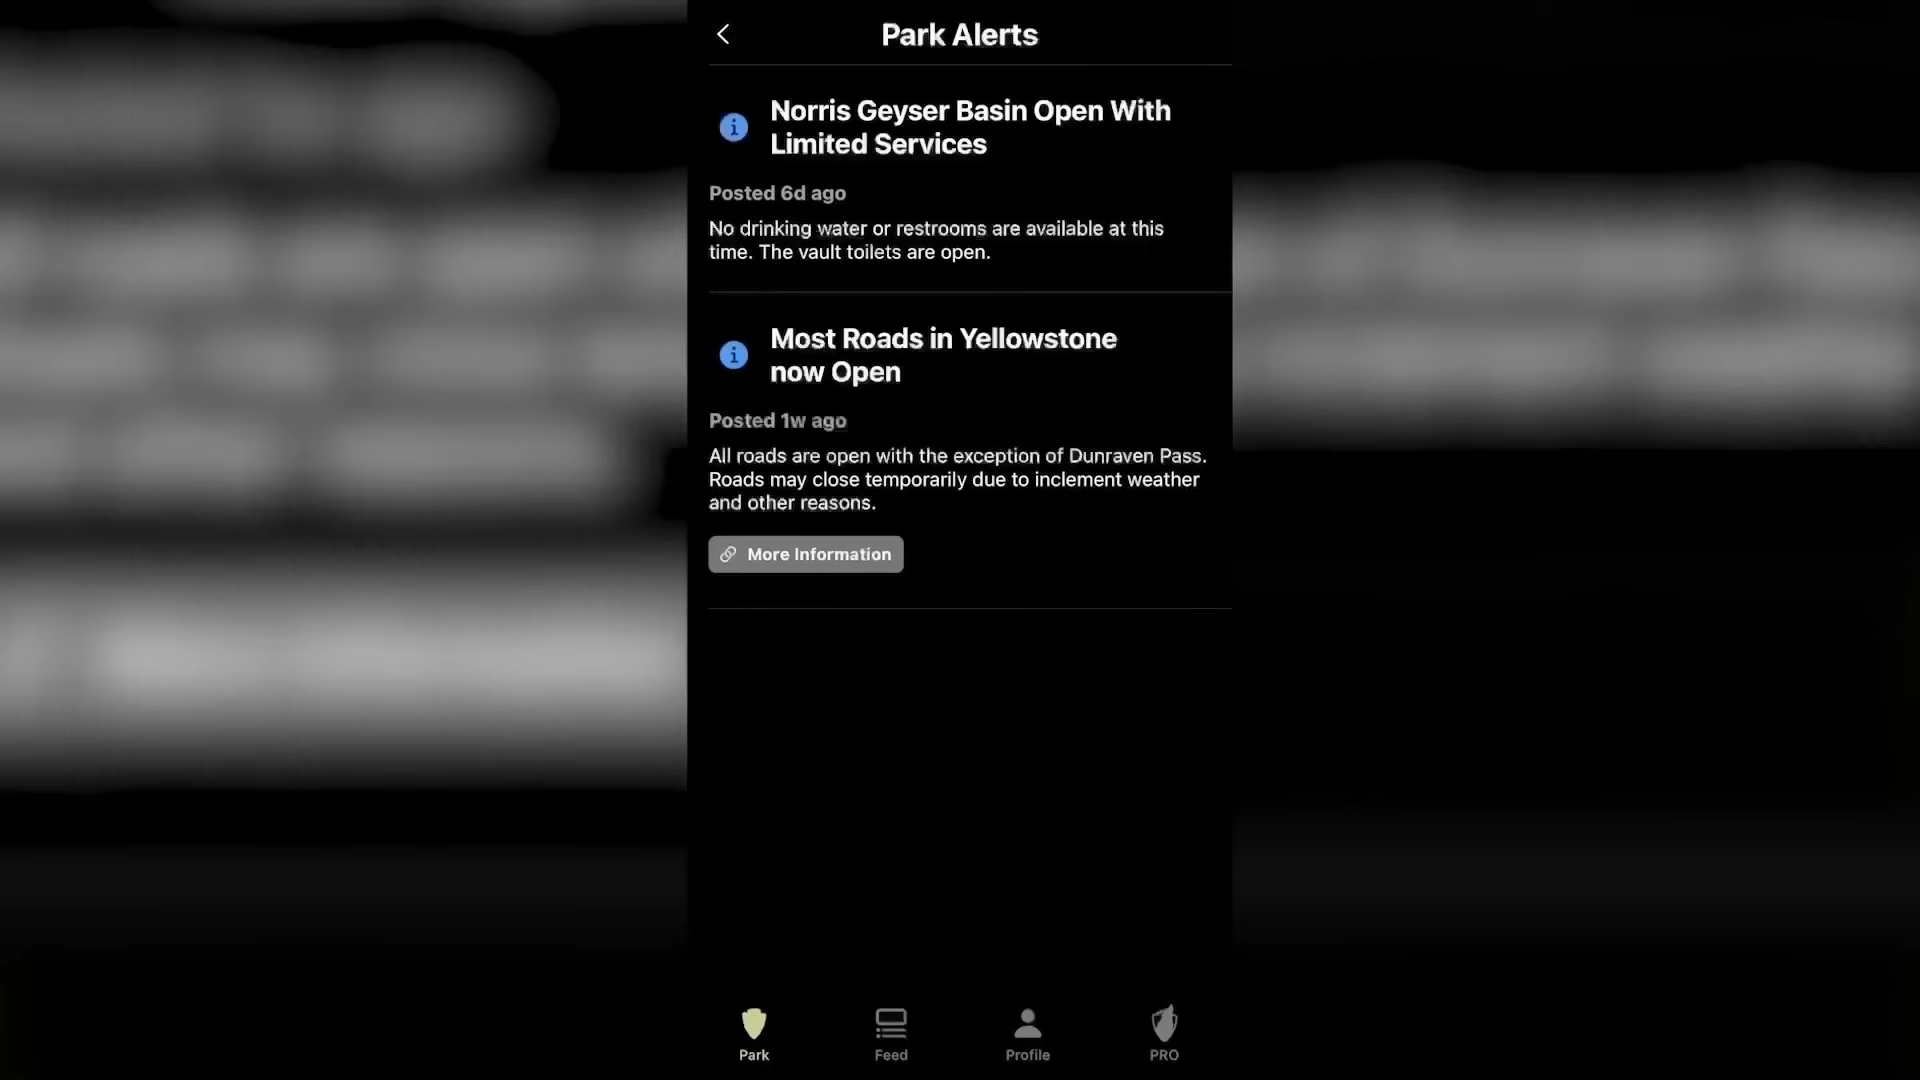 Park Alerts
Norris Geyser Basin Open With
Limited Services
Posted 6d ago
No drinking water or restrooms are available at this
time. The vault toilets are open.
Most Roads in Yellowstone
now Open
Posted 1w ago
All roads are open with the exception of Dunraven Pass.
Roads may close temporarily due to inclement weather
and other reasons.
More Information
Park
Feed
Profile
PRO